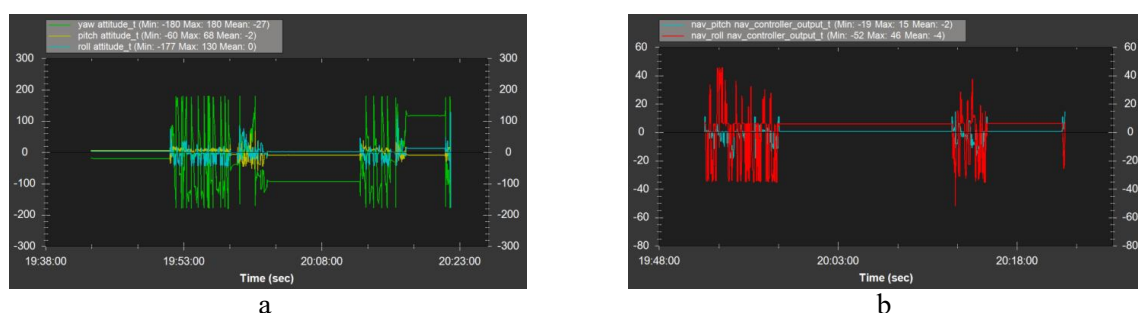 yaw attitude_t (Min: -180 Max: 180 Mean: -27)
pitch attitude_t (Min: -60 Max: 68 Mean: -2)
roll attitude_t (Min: -177 Max: 130 Mean: 0)
300 300
200 200
100 100
0 0
-100 -100
-200 -200
-300 -300
19:38:00 19:53:00 20:08:00 20:23:00
Time (sec)
a
nav_pitch nav_controller_output_t (Min: -19 Max: 15 Mean: -2)
nav_roll nav_controller_output_t (Min: -52 Max: 46 Mean: -4)
60 60
40 40
20 20
0 0
-20 -20
-40 -40
-60 -60
-80 -80
19:48:00 20:03:00 20:18:00
Time (sec)
b